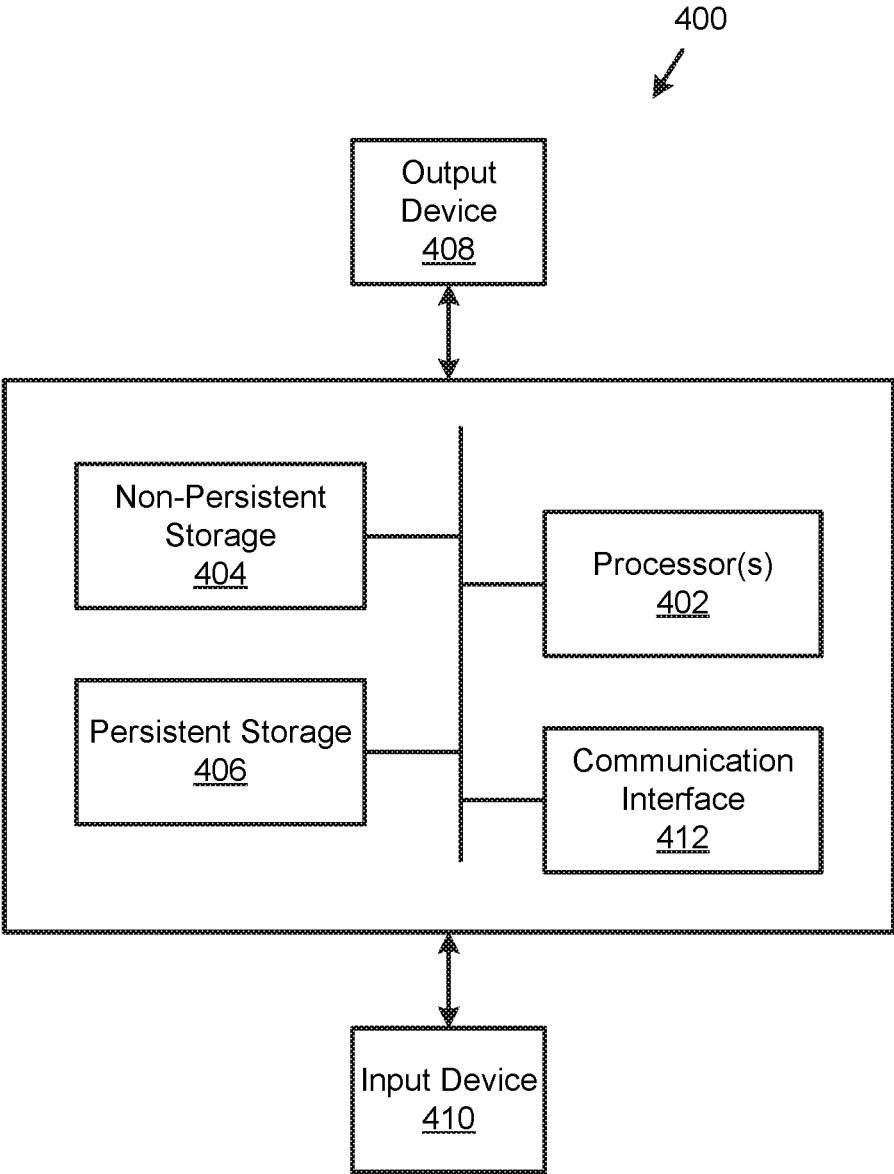 400
Output
Device
408
Non-Persistent
Storage
404
Processor(s)
402
Persistent Storage
406
Communication
Interface
412
Input Device
410